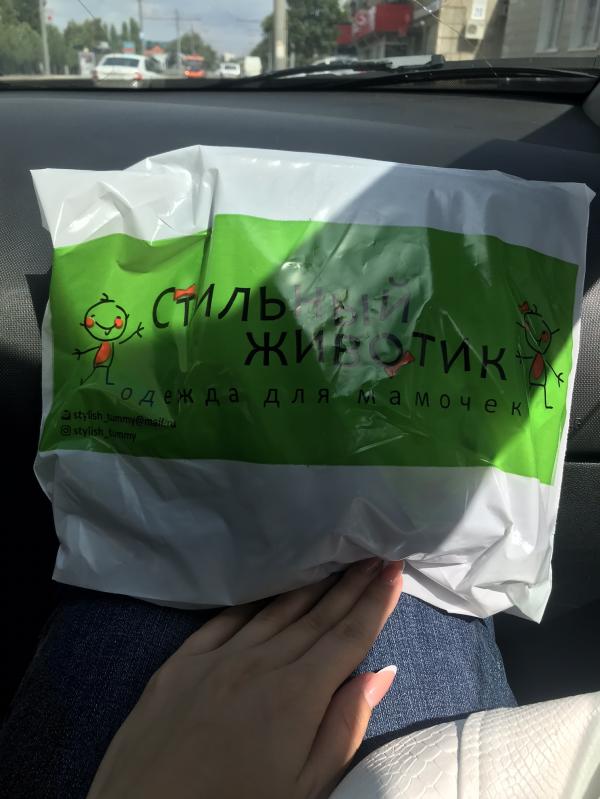 СТИЛЬНЫЙ
ЖИВОТИК
одежда для мамочек
stylish_tummy@mail.ru
stylish_tummy